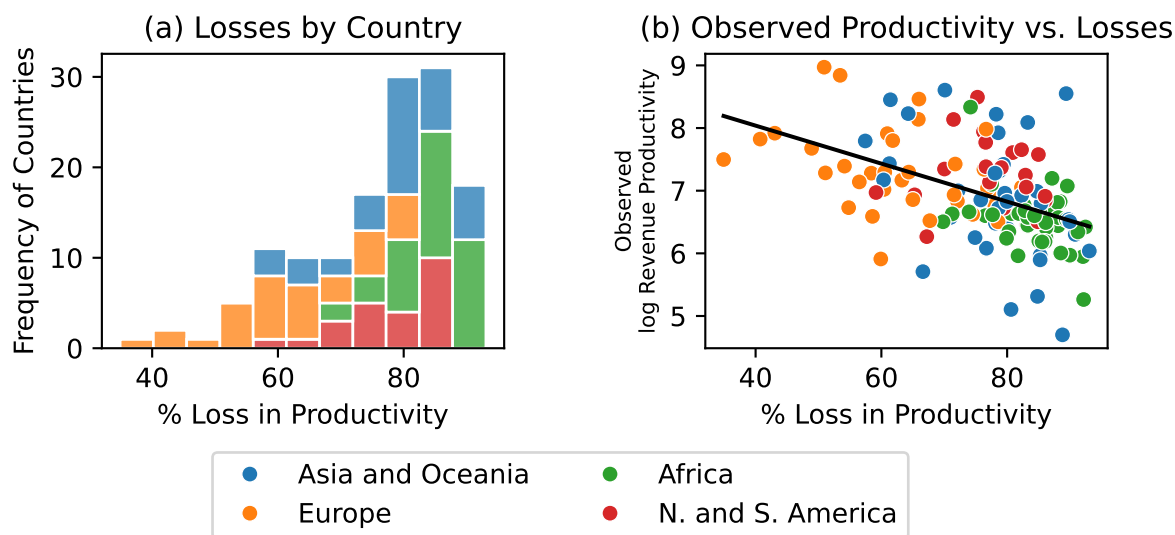 (a) Losses by Country
Frequency of Countries
30
20
10
0
40 60 80
% Loss in Productivity
(b) Observed Productivity vs. Losses
Observed
log Revenue Productivity
9
8
7
6
5
40 60 80
% Loss in Productivity
Asia and Oceania
Europe
Africa
N. and S. America